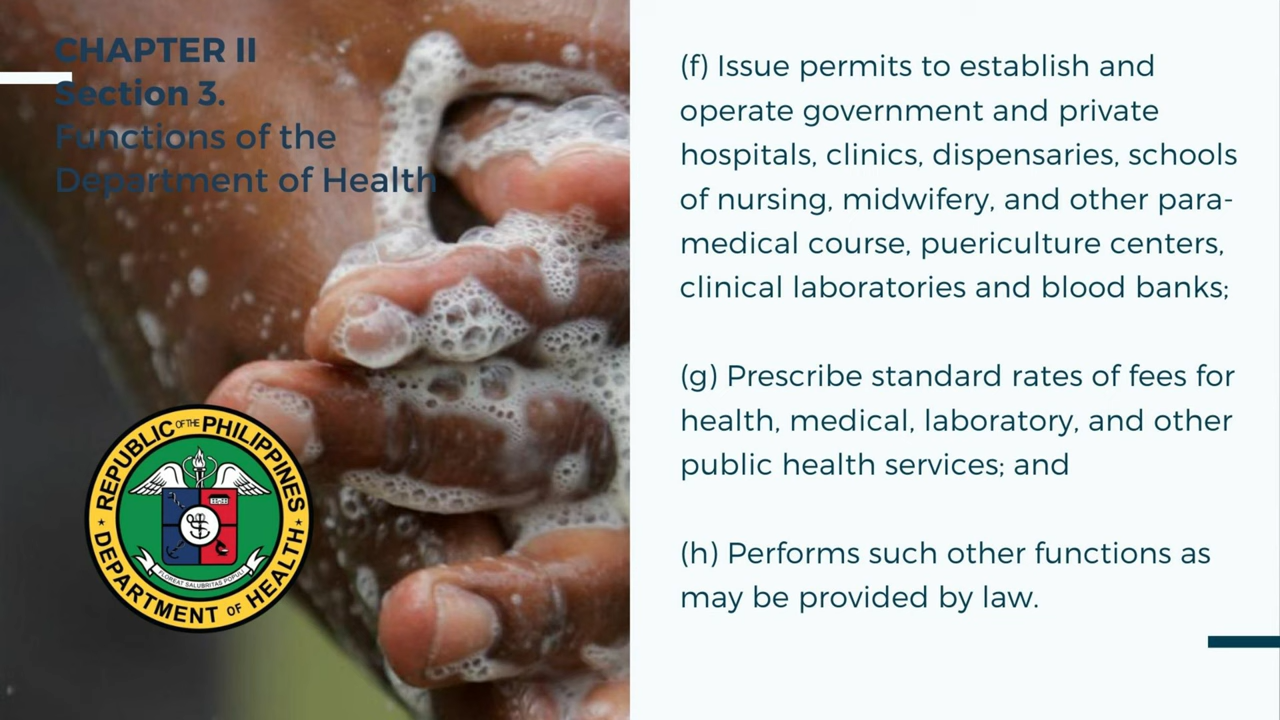 CHAPTER II
Section 3.
Functions of the
Department of Health
REPUBLIC OF THE PHILIPPINES
FLOREAT SALUBRITAS POPULI
DEPARTMENT OF HEALTH
(f) Issue permits to establish and
operate government and private
hospitals, clinics, dispensaries, schools
of nursing, midwifery, and other para-
medical course, puericulture centers,
clinical laboratories and blood banks;
(g) Prescribe standard rates of fees for
health, medical, laboratory, and other
public health services; and
(h) Performs such other functions as
may be provided by law.